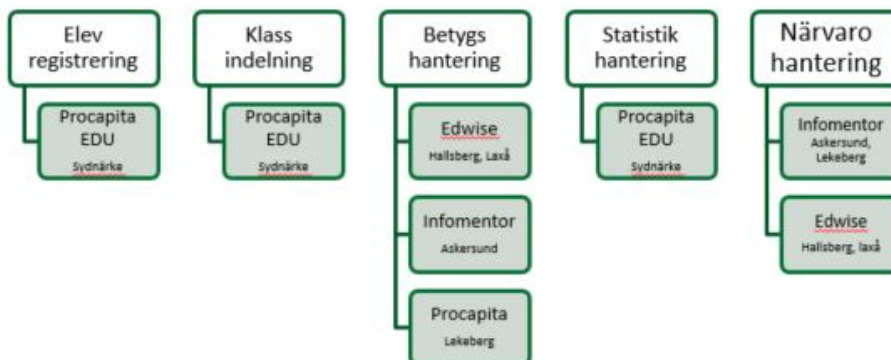 Elev
registrering
Procapita
EDU
Sydnärke
Klass
indelning
Procapita
EDU
Sydnärke
Betygs
hantering
Edwise
Hallsberg, Laxå
Infomentor
Askersund
Procapita
Lekeberg
Statistik
hantering
Procapita
EDU
Sydnärke
Närvaro
hantering
Infomentor
Askersund,
Lekeberg
Edwise
Hallsberg, laxå